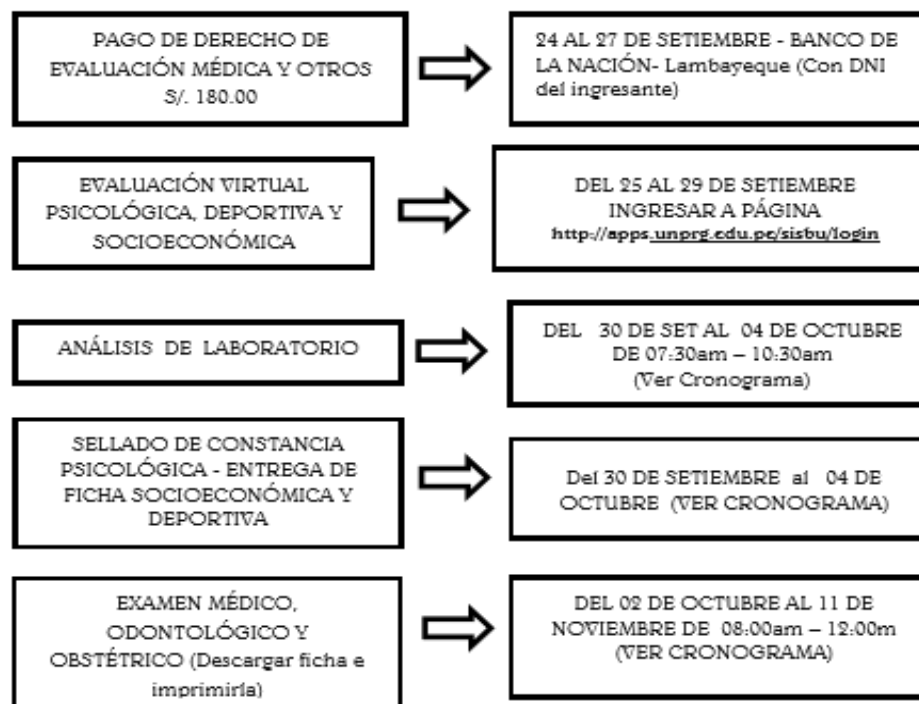 PAGO DE DERECHO DE
EVALUACIÓN MÉDICA Y OTROS
S/. 180.00
24 AL 27 DE SETIEMBRE - BANCO DE
LA NACIÓN- Lambayeque (Con DNI
del ingresante)
EVALUACIÓN VIRTUAL
PSICOLÓGICA, DEPORTIVA Y
SOCIOECONÓMICA
DEL 25 AL 29 DE SETIEMBRE
INGRESAR A PÁGINA
http://apps.unprg.edu.pe/sisbu/login
ANÁLISIS DE LABORATORIO
DEL 30 DE SET AL 04 DE OCTUBRE
DE 07:30am – 10:30am
(Ver Cronograma)
SELLADO DE CONSTANCIA
PSICOLÓGICA - ENTREGA DE
FICHA SOCIOECONÓMICA Y
DEPORTIVA
Del 30 DE SETIEMBRE al 04 DE
OCTUBRE (VER CRONOGRAMA)
EXAMEN MÉDICO,
ODONTOLÓGICO Y
OBSTÉTRICO (Descargar ficha e
imprimirla)
DEL 02 DE OCTUBRE AL 11 DE
NOVIEMBRE DE 08:00am – 12:00m
(VER CRONOGRAMA)